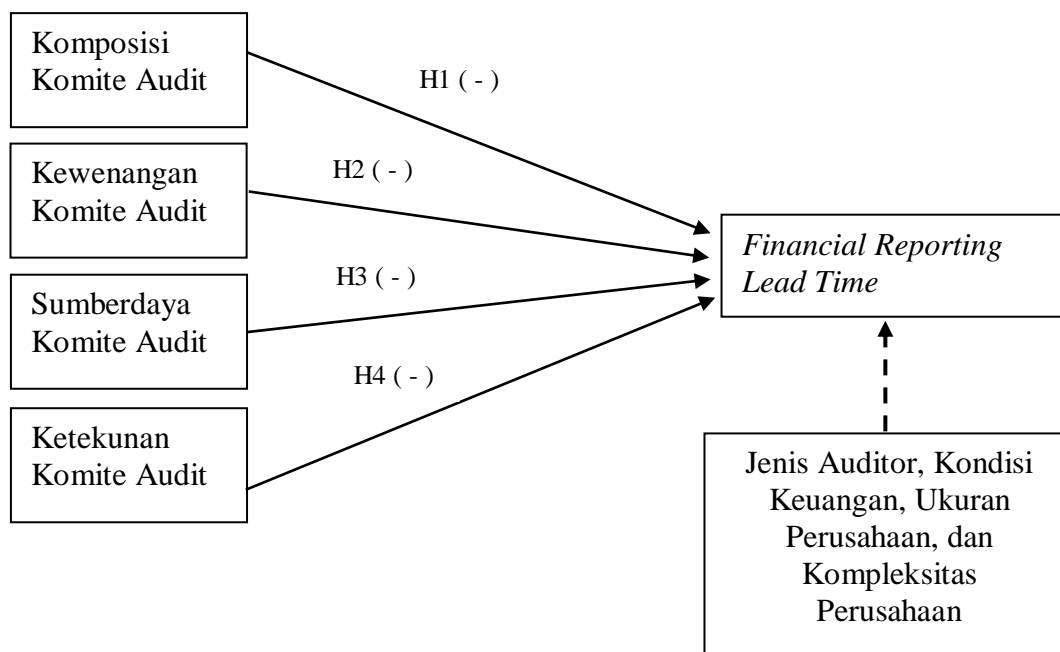 Komposisi
Komite Audit
H1 ( - )
Kewenangan
Komite Audit
H2 ( - )
Sumberdaya
Komite Audit
H3 ( - )
Ketekunan
Komite Audit
H4 ( - )
Financial Reporting
Lead Time
Jenis Auditor, Kondisi
Keuangan, Ukuran
Perusahaan, dan
Kompleksitas
Perusahaan